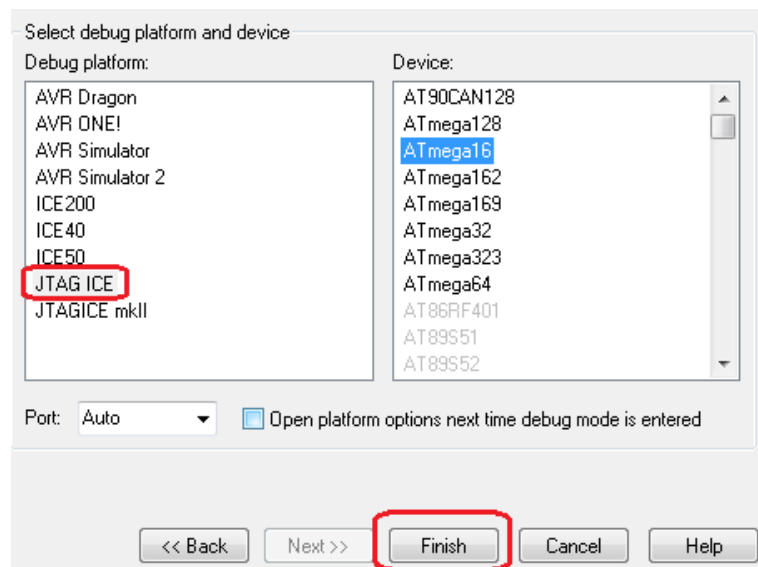 Select debug platform and device
Debug platform:
AVR Dragon
AVR ONE!
AVR Simulator
AVR Simulator 2
ICE200
ICE40
ICE50
JTAG ICE
JTAGICE mkII
Device:
AT90CAN128
ATmega128
ATmega16
ATmega162
ATmega169
ATmega32
ATmega323
ATmega64
AT86RF401
AT89S51
AT89S52
Port: Auto Open platform options next time debug mode is entered
<< Back Next >> Finish Cancel Help